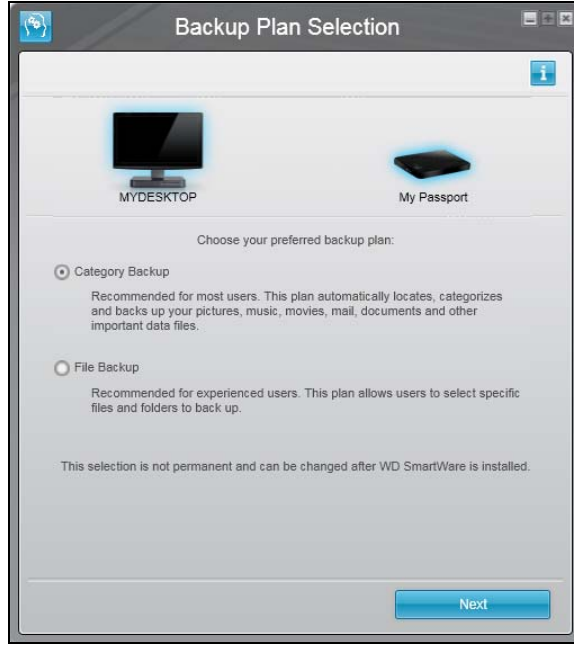 Backup Plan Selection
i
MYDESKTOP
My Passport
Choose your preferred backup plan:
Category Backup
Recommended for most users. This plan automatically locates, categorizes
and backs up your pictures, music, movies, mail, documents and other
important data files.
File Backup
Recommended for experienced users. This plan allows users to select specific
files and folders to back up.
This selection is not permanent and can be changed after WD SmartWare is installed.
Next